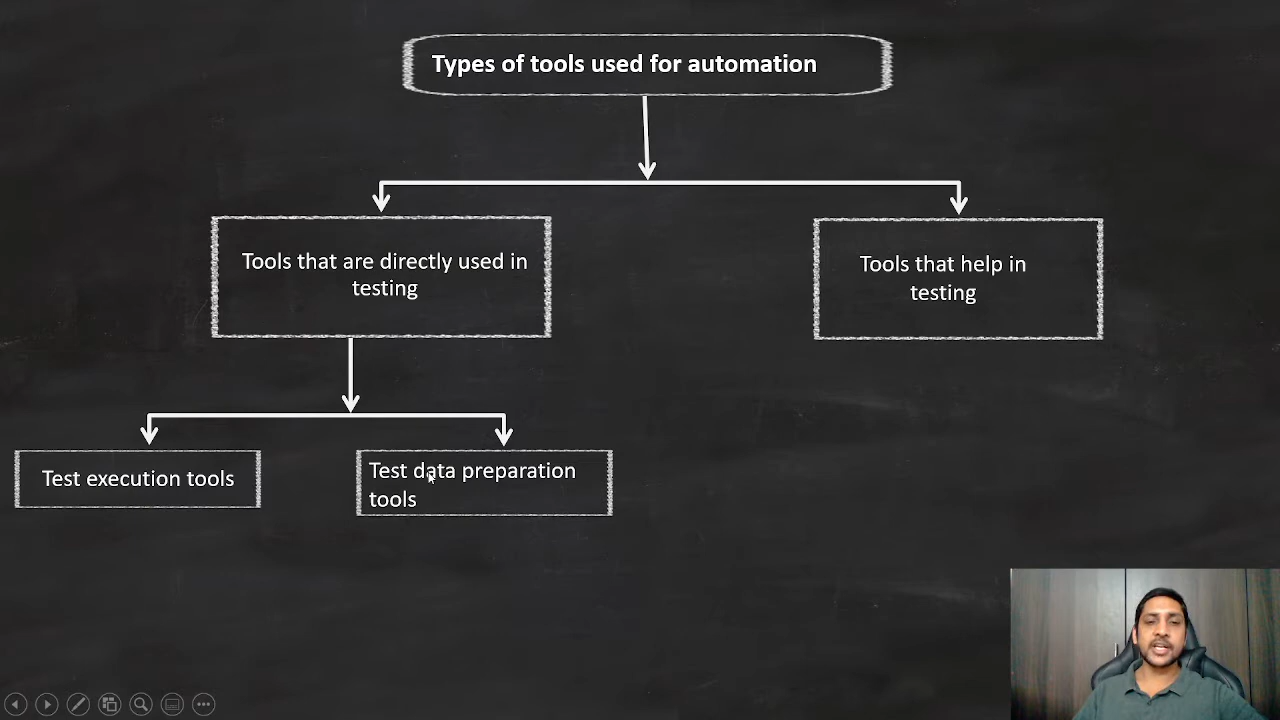 Types of tools used for automation
Tools that are directly used in
testing
Tools that help in
testing
Test execution tools
Test data preparation
tools